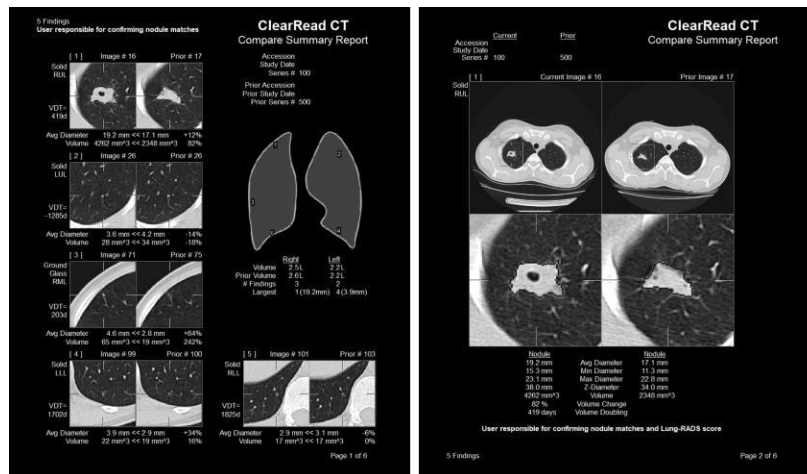 5 Findings
User responsible for confirming nodule matches
ClearRead CT
Compare Summary Report
Accession
Study Date
Series # 100
Prior Accession
Prior Study Date
Prior Series # 500
[ 1 ] Image # 16 Prior # 17
Solid
RUL
VDT=
419d
Avg Diameter 19.2 mm << 17.1 mm +12%
Volume 4262 mm^3 << 2348 mm^3 82%
[ 2 ] Image #26 Prior # 26
Solid
LUL
VDT=
-1285d
Avg Diameter 3.6 mm << 4.2 mm -14%
Volume 28 mm^3 << 34 mm^3 -18%
[ 3 ] Image # 71 Prior # 75
Ground
Glass
RML
VDT=
203d
Avg Diameter 4.6 mm << 2.8 mm +64%
Volume 65 mm^3 << 19 mm^3 242%
[ 4 ] Image # 99 Prior # 100
Solid
LLL
VDT=
1702d
Avg Diameter 3.9 mm << 2.9 mm +34%
Volume 22 mm^3 << 19 mm^3 16%
1
2
3
4
Right Left
Volume 2.5L 2.2L
Prior Volume 2.6L 2.2L
# Findings 3 2
Largest 1 (19.2mm) 4 (3.9mm)
[ 5 ] Image # 101 Prior # 103
Solid
RLL
VDT=
1825d
Avg Diameter 2.9 mm << 3.1 mm -6%
Volume 17 mm^3 << 17 mm^3 0%
Page 1 of 6
ClearRead CT
Compare Summary Report
Current Prior
Accession
Study Date
Series # 100 500
[ 1 ] Current Image # 16 Prior Image # 17
Solid
RUL
Nodule Nodule
19.2 mm Avg Diameter 17.1 mm
15.3 mm Min Diameter 11.3 mm
23.1 mm Max Diameter 22.8 mm
38.0 mm Z-Diameter 34.0 mm
4262 mm^3 Volume 2348 mm^3
82 % Volume Change
419 days Volume Doubling
User responsible for confirming nodule matches and Lung-RADS score
5 Findings
Page 2 of 6